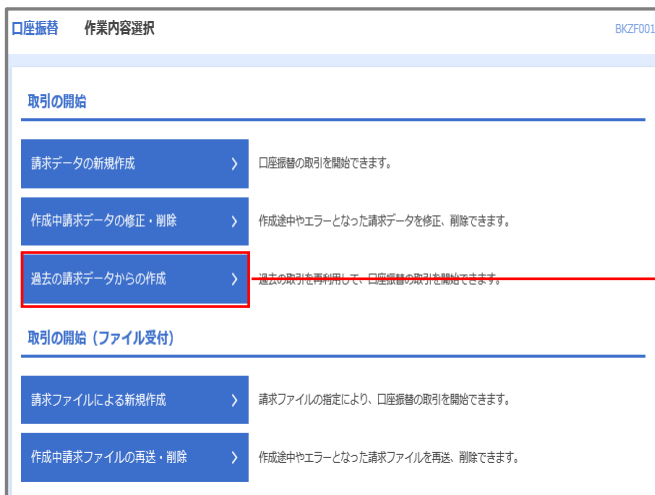 口座振替 作業内容選択 BKZF001
取引の開始
請求データの新規作成 口座振替の取引を開始できます。
作成中請求データの修正・削除 作成途中やエラーとなった請求データを修正、削除できます。
過去の請求データからの作成 過去の取引を再利用して、口座振替の取引を開始できます。
取引の開始（ファイル受付）
請求ファイルによる新規作成 請求ファイルの指定により、口座振替の取引を開始できます。
作成中請求ファイルの再送・削除 作成途中やエラーとなった請求ファイルを再送、削除できます。